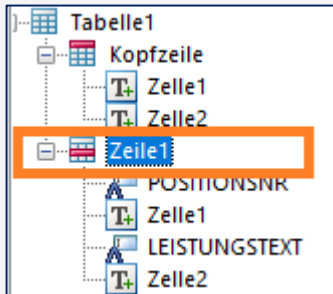 Tabelle1
Kopfzeile
Zelle1
Zelle2
Zeile1
POSITIONSNR
Zelle1
LEISTUNGSTEXT
Zelle2